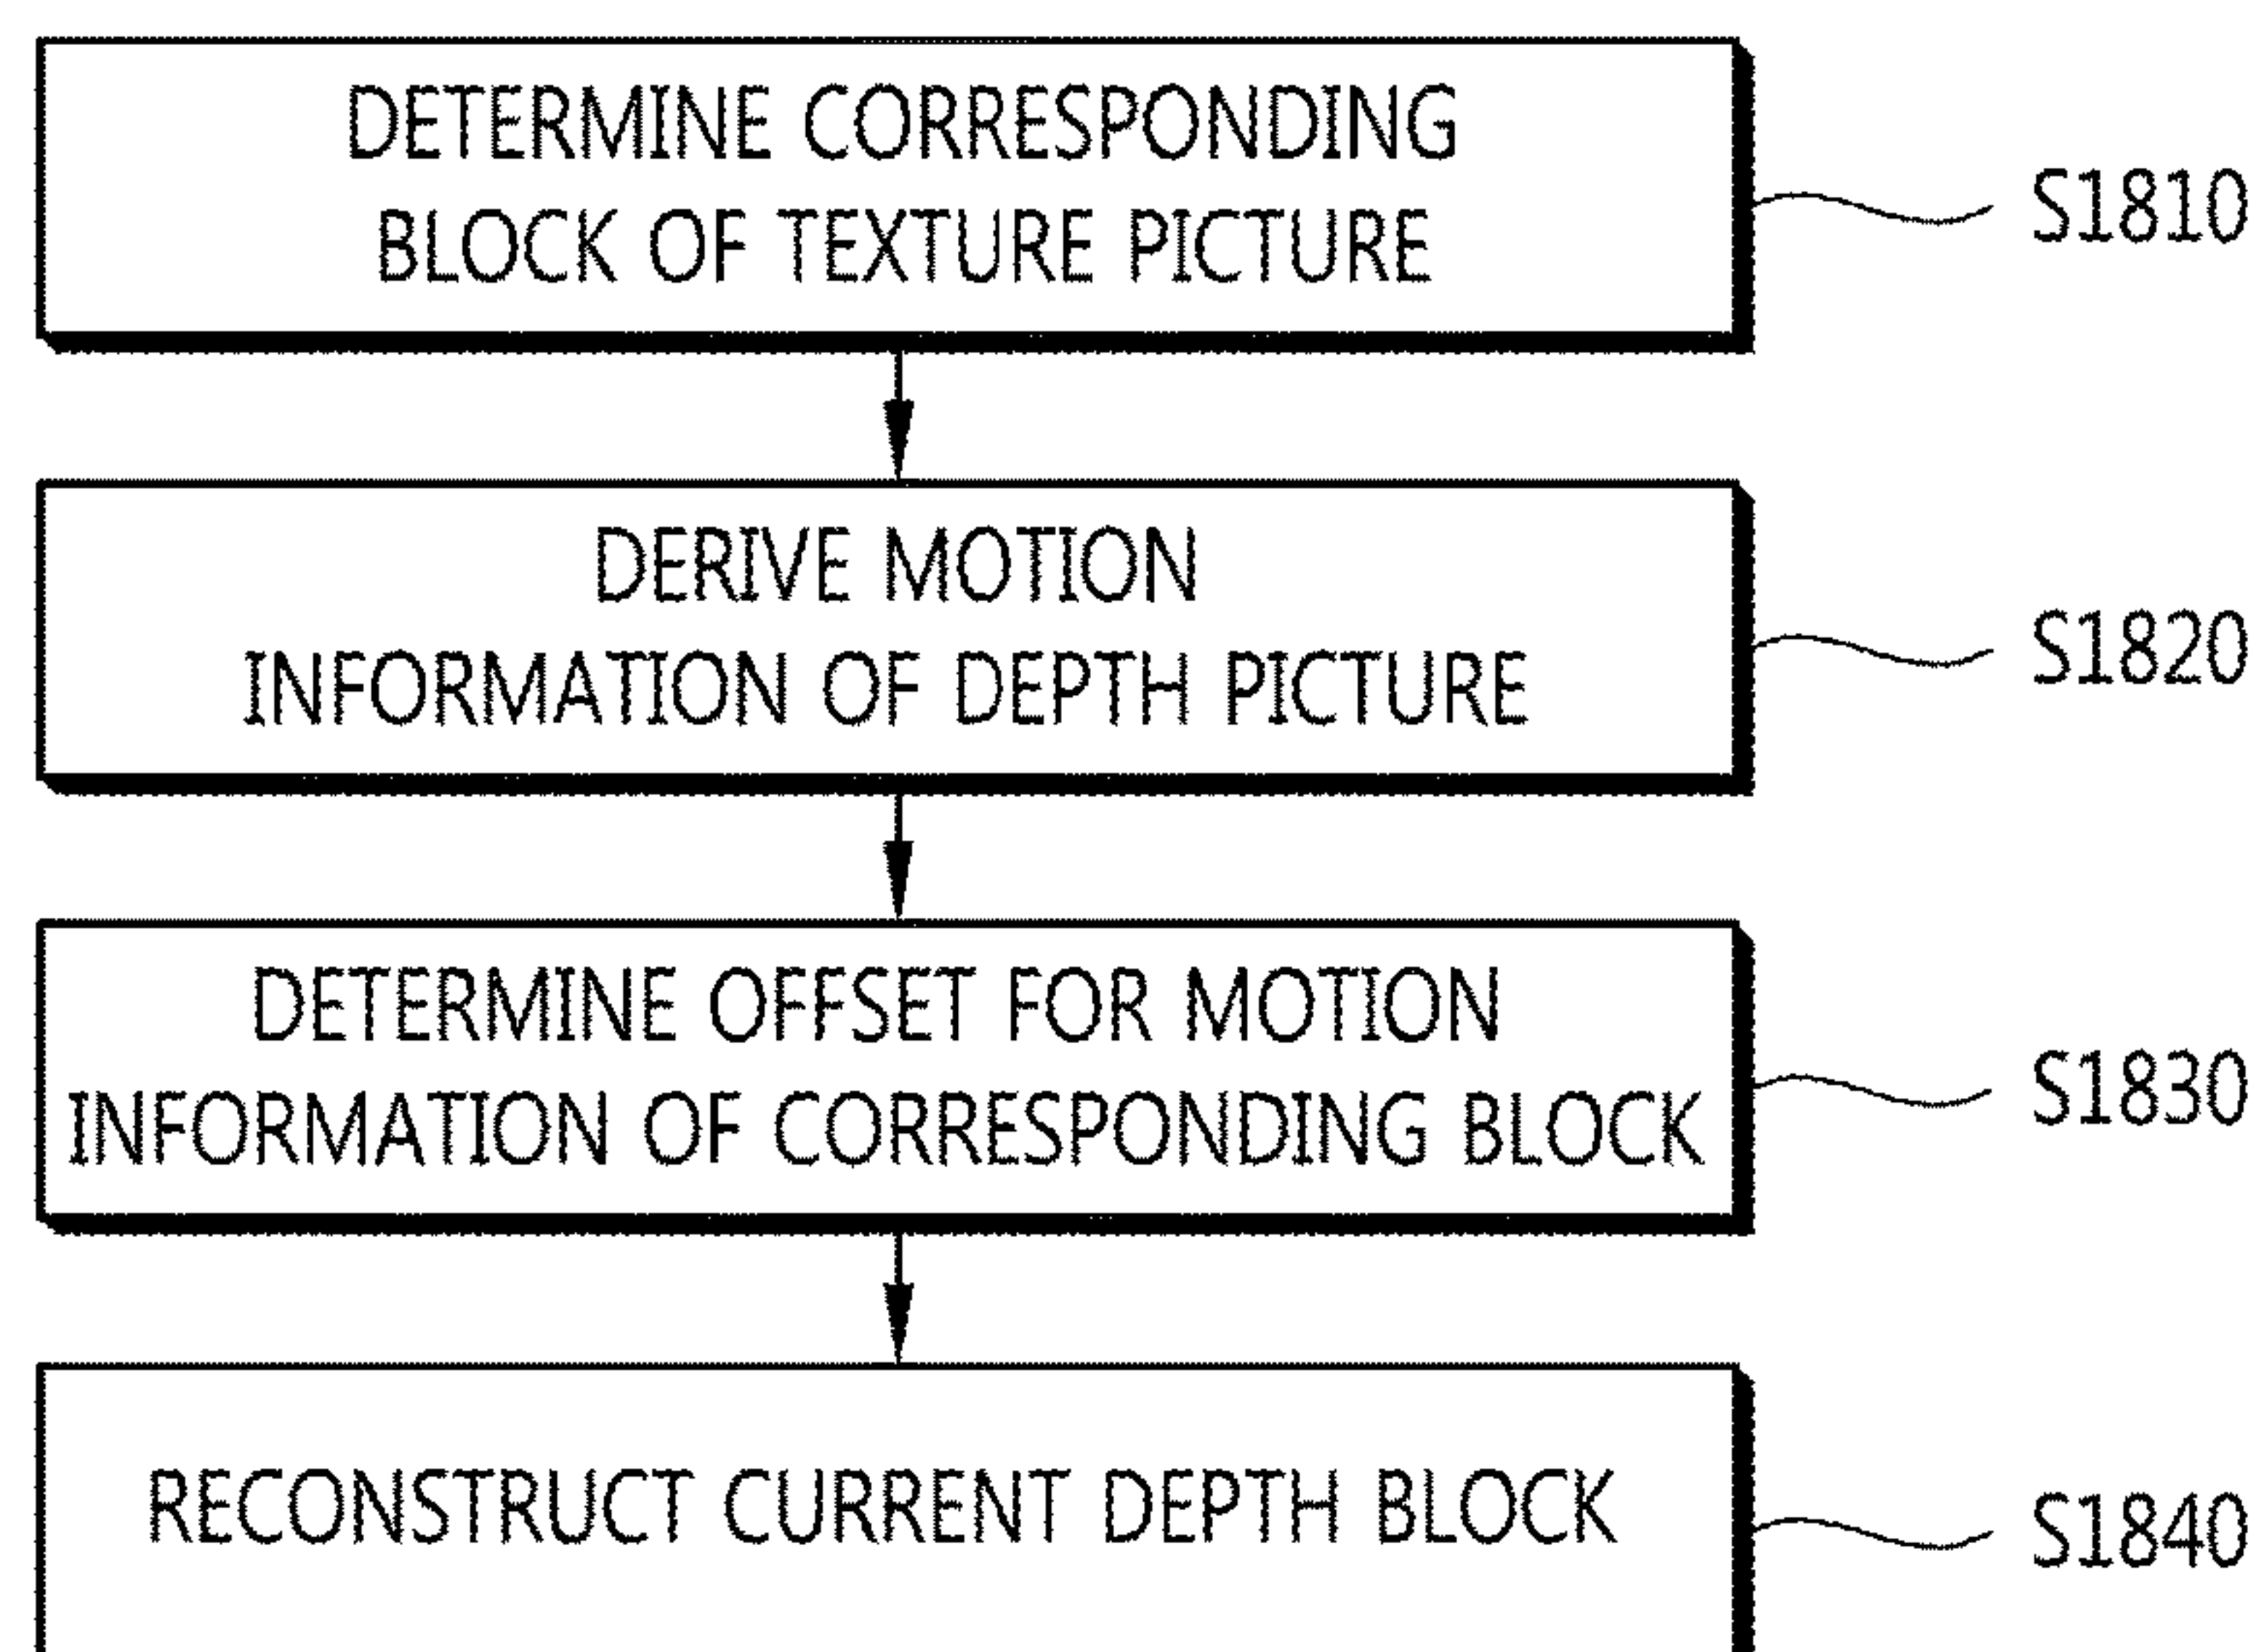 DETERMINE CORRESPONDING
BLOCK OF TEXTURE PICTURE
S1810
DERIVE MOTION
INFORMATION OF DEPTH PICTURE
S1820
DETERMINE OFFSET FOR MOTION
INFORMATION OF CORRESPONDING BLOCK
S1830
RECONSTRUCT CURRENT DEPTH BLOCK
S1840